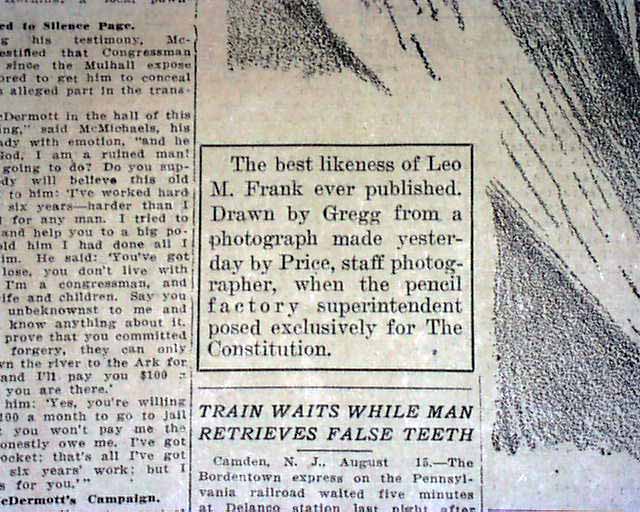 ed to Silence Page.
his testimony, Mc-
estified that Congressman
since the Mulhall expose
ored to get him to conceal
alleged part in the trans-
Dermott in the hall of this
ing," said McMichaels, his
dy with emotion, "and he
God, I am a ruined man!
going to do? Do you sup-
dy will believe this old
to him: 'I've worked hard
six years—harder than I
for any man. I tried to
and help you to a big po-
old him I had done all I
im. He said: 'You've got
lose, you don't live with
I'm a congressman, and
ife and children. Say you
unbeknownst to me and
know anything about it.
prove that you committed
forgery, they can only
wn the river to the Ark for
and I'll pay you $100
you are there.'
him: 'Yes, you're willing
100 a month to go to jail
you won't pay me the
onestly owe me. I've got
ocket; that's all I've got
six years' work; but I
s for you.'"
cDermott's Campaign.
The best likeness of Leo
M. Frank ever published.
Drawn by Gregg from a
photograph made yester-
day by Price, staff photog-
rapher, when the pencil
factory superintendent
posed exclusively for The
Constitution.
TRAIN WAITS WHILE MAN
RETRIEVES FALSE TEETH
Camden, N. J., August 15.—The
Bordentown express on the Pennsyl-
vania railroad waited five minutes
at Delanco station last night after